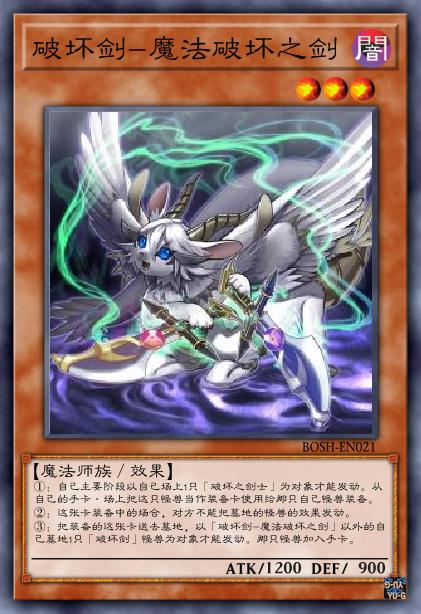 破坏剑-魔法破坏之剑
闇
BOSH-EN021
【魔法师族／效果】
①：自己主要阶段以自己场上1只「破坏之剑士」为对象才能发动。从
自己的手卡·场上把这只怪兽当作装备卡使用给那只自己怪兽装备。
②：这张卡装备中的场合，对方不能把墓地的怪兽的效果发动。
③：把装备的这张卡送去墓地，以「破坏剑-魔法破坏之剑」以外的自
己墓地1只「破坏剑」怪兽为对象才能发动。那只怪兽加入手卡。
ATK/1200 DEF/ 900